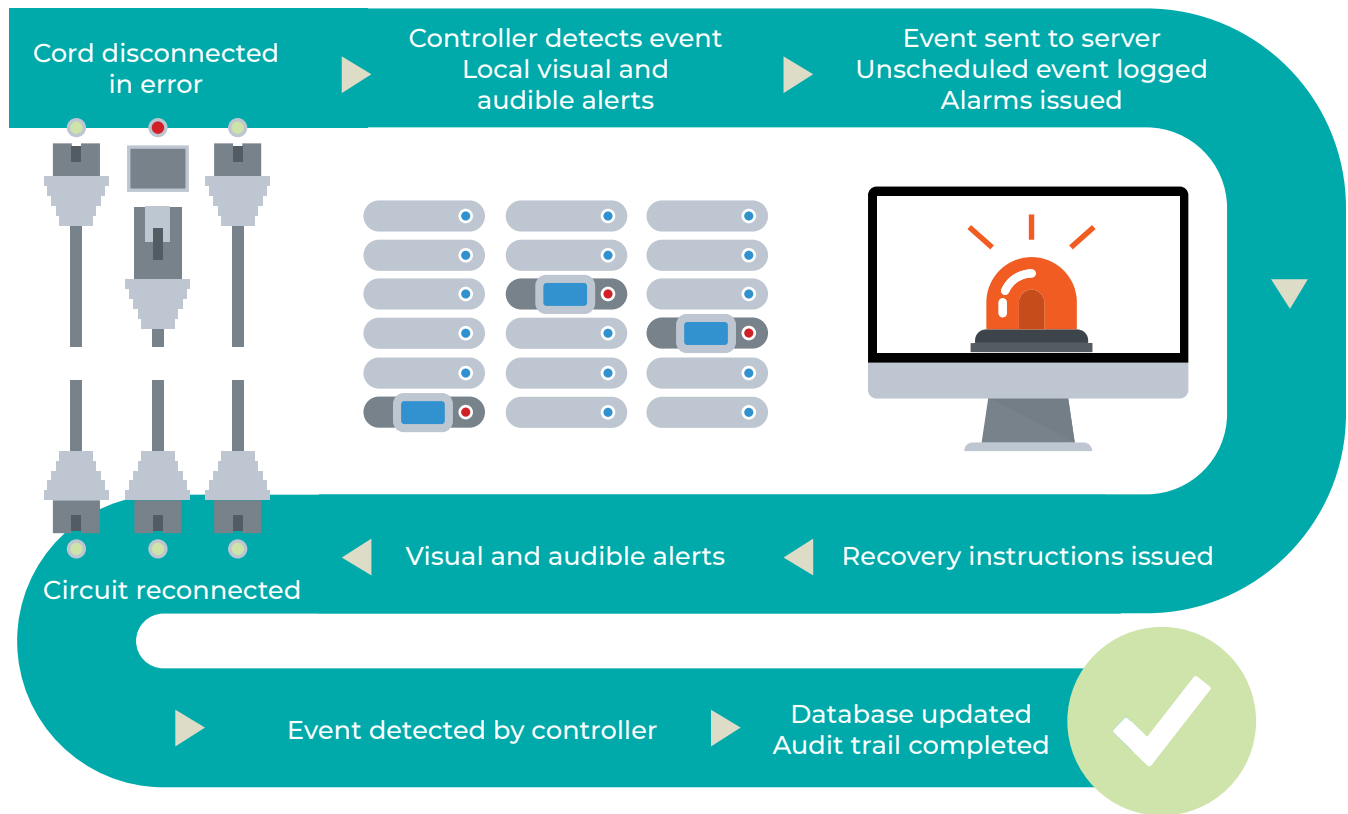 Cord disconnected
in error
Controller detects event
Local visual and
audible alerts
Event sent to server
Unscheduled event logged
Alarms issued
Recovery instructions issued
Visual and audible alerts
Circuit reconnected
Event detected by controller
Database updated
Audit trail completed